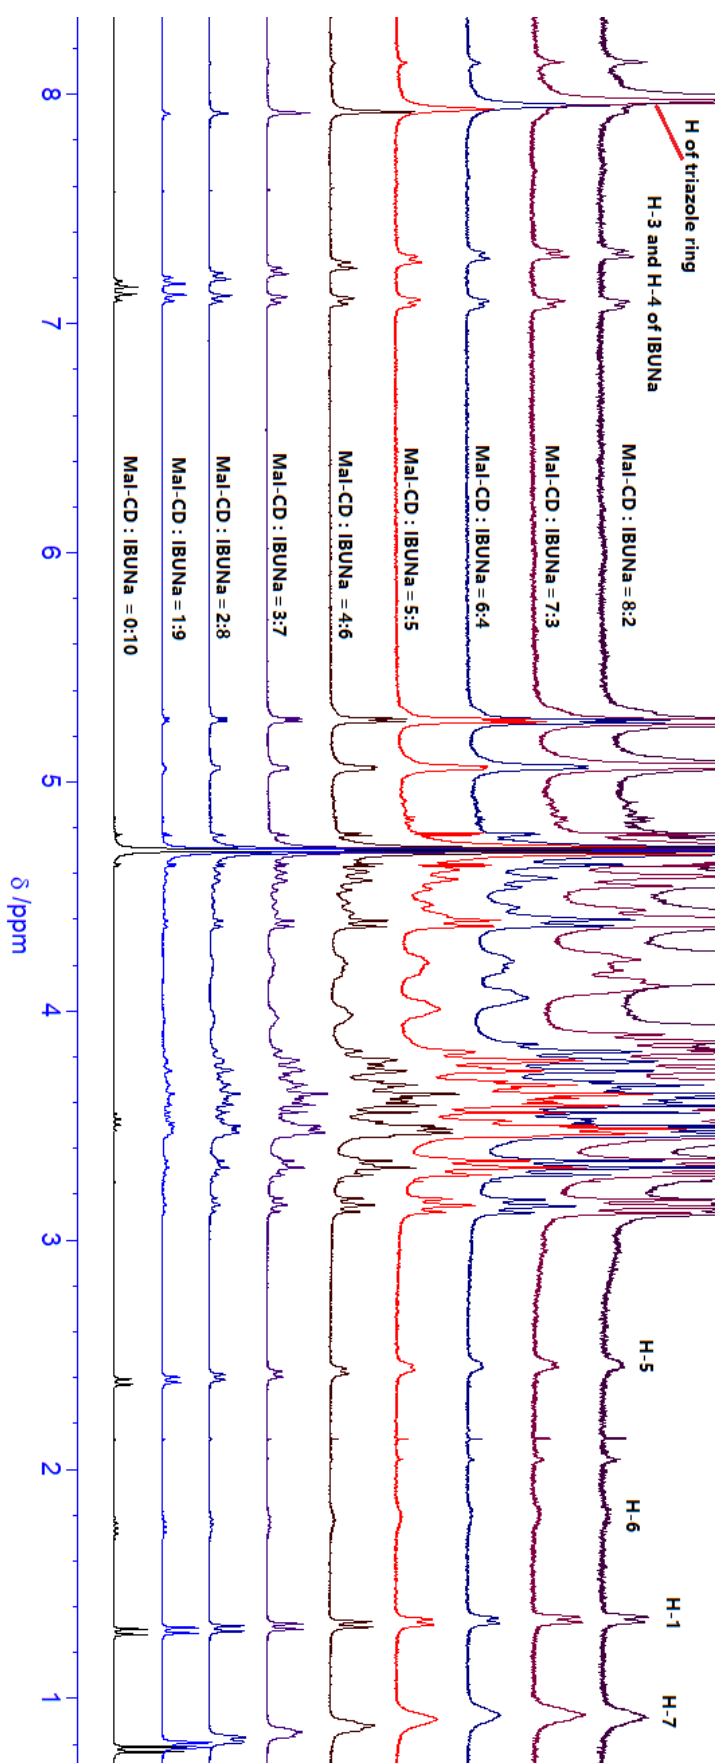 H of triazole ring
H-3 and H-4 of IBUNa
H-5
H-6
H-1
H-7
Mal-CD : IBUNa = 8:2
Mal-CD : IBUNa = 7:3
Mal-CD : IBUNa = 6:4
Mal-CD : IBUNa = 5:5
Mal-CD : IBUNa = 4:6
Mal-CD : IBUNa = 3:7
Mal-CD : IBUNa = 2:8
Mal-CD : IBUNa = 1:9
Mal-CD : IBUNa = 0:10
8 7 6 5 4 3 2 1
δ /ppm